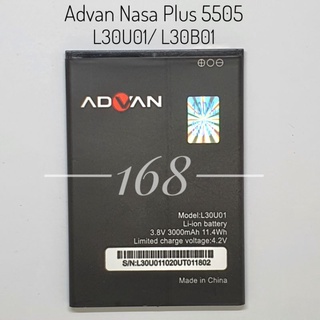 Advan Nasa Plus 5505
L30U01/ L30B01
ADVAN
168
Model:L30U01
Li-ion battery
3.8V 3000mAh 11.4Wh
Limited charge voltage:4.2V
S/N:L30U011020UT011802
Made in China